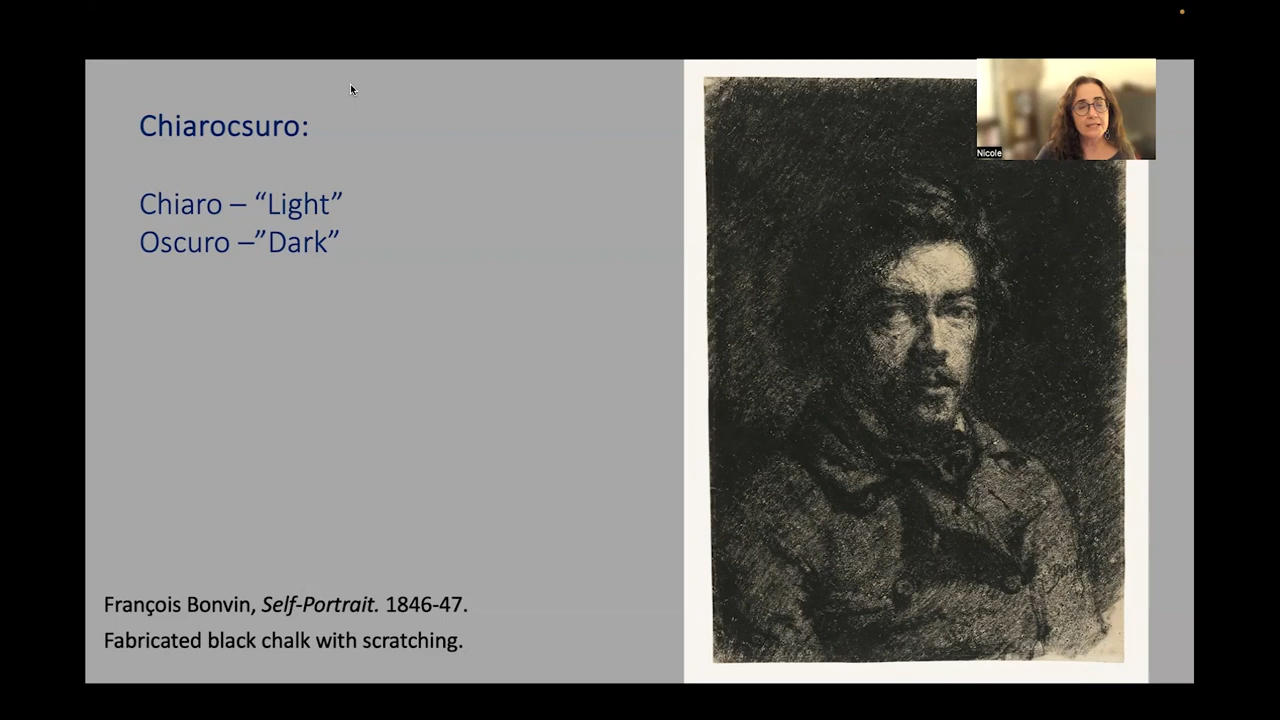 Chiarocsuro:
Chiaro – “Light”
Oscuro –”Dark”
Nicole
François Bonvin, Self-Portrait. 1846-47.
Fabricated black chalk with scratching.